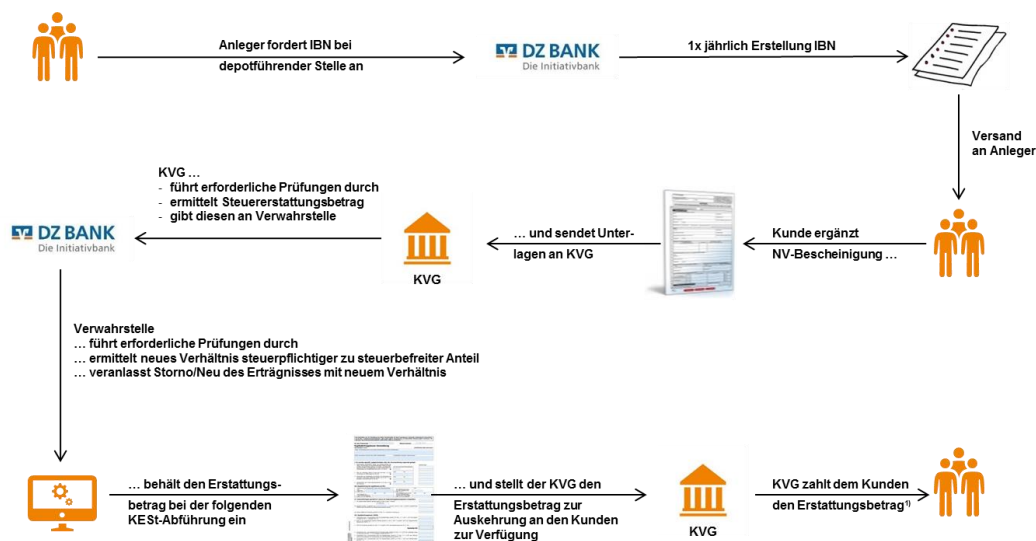 Anleger fordert IBN bei
depotführender Stelle an
DZ BANK
Die Initiativbank
1x jährlich Erstellung IBN
Versand
an Anleger
Kunde ergänzt
NV-Bescheinigung ...
... und sendet Unter-
lagen an KVG
KVG
KVG ...
- führt erforderliche Prüfungen durch
- ermittelt Steuererstattungsbetrag
- gibt diesen an Verwahrstelle
DZ BANK
Die Initiativbank
Verwahrstelle
... führt erforderliche Prüfungen durch
... ermittelt neues Verhältnis steuerpflichtiger zu steuerbefreiter Anteil
... veranlasst Storno/Neu des Erträgnisses mit neuem Verhältnis
... behält den Erstattungs-
betrag bei der folgenden
KESt-Abführung ein
... und stellt der KVG den
Erstattungsbetrag zur
Auskehrung an den Kunden
zur Verfügung
KVG
KVG zahlt dem Kunden
den Erstattungsbetrag¹⁾